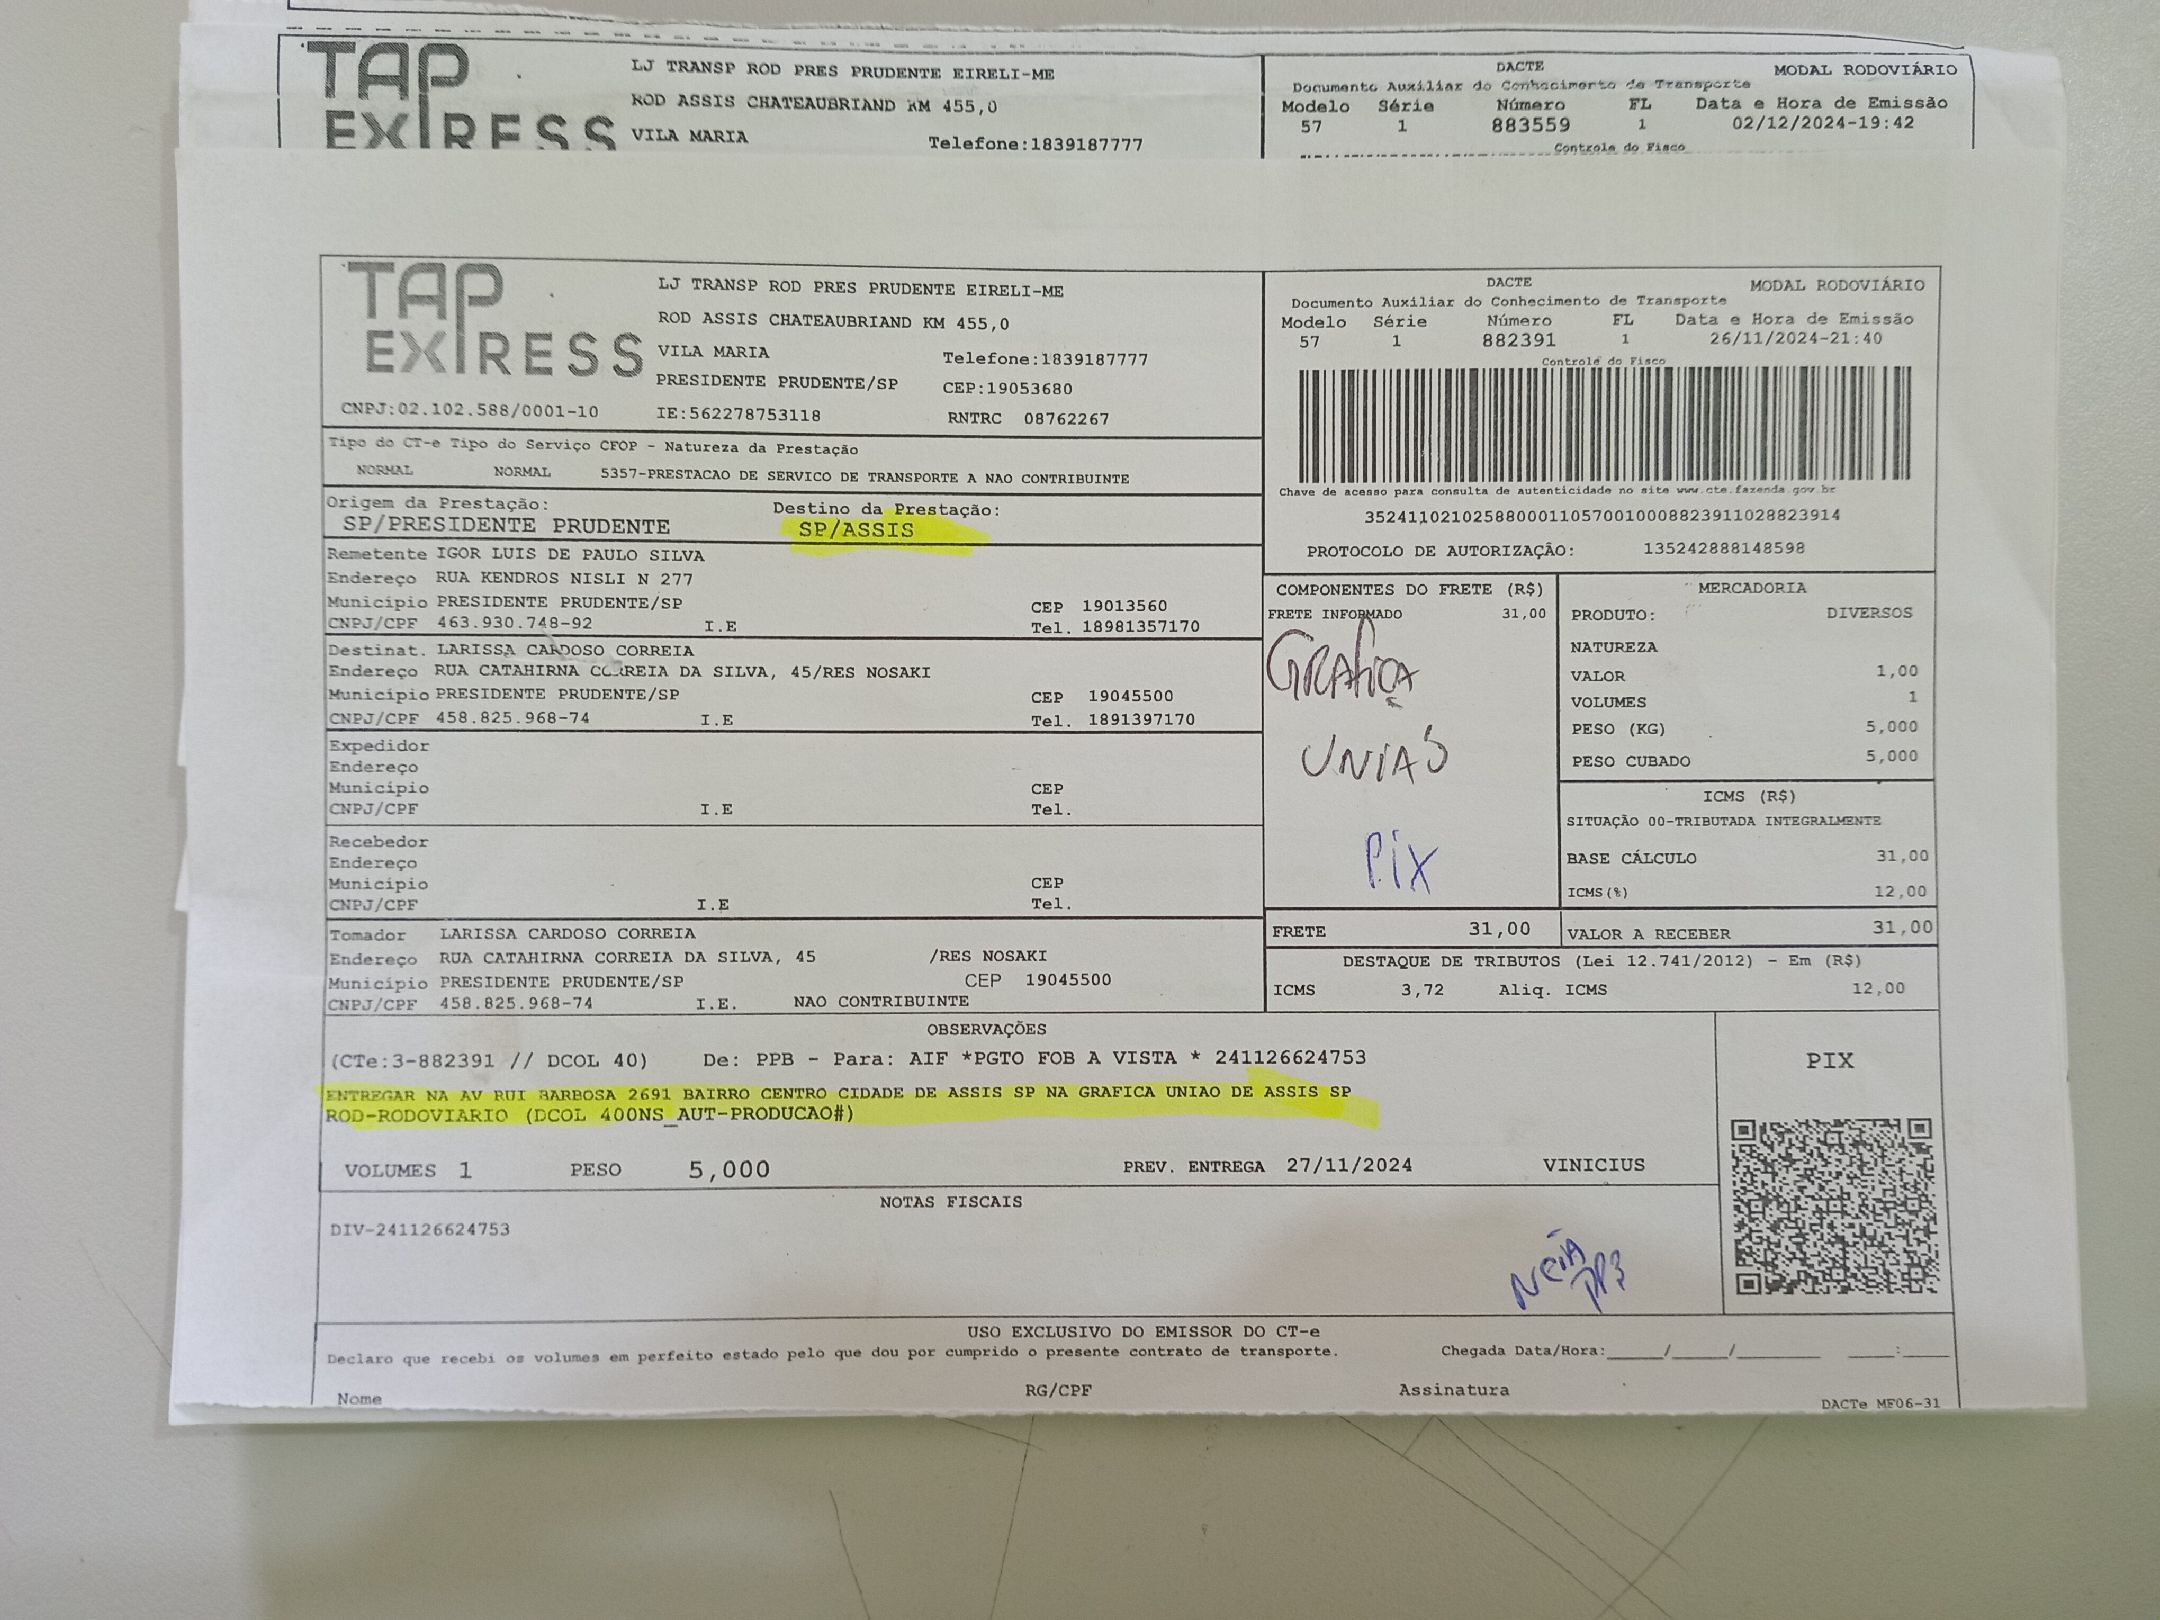 TAP EXPRESS
LJ TRANSP ROD PRES PRUDENTE EIRELI-ME
ROD ASSIS CHATEAUBRIAND KM 455,0
VILA MARIA Telefone:1839187777
DACTE MODAL RODOVIÁRIO
Documento Auxiliar do Conhecimento de Transporte
Modelo Série Número FL Data e Hora de Emissão
57 1 883559 1 02/12/2024-19:42
Controle do Fisco
TAP EXPRESS
LJ TRANSP ROD PRES PRUDENTE EIRELI-ME
ROD ASSIS CHATEAUBRIAND KM 455,0
VILA MARIA Telefone:1839187777
PRESIDENTE PRUDENTE/SP CEP:19053680
CNPJ:02.102.588/0001-10 IE:562278753118 RNTRC 08762267
DACTE MODAL RODOVIÁRIO
Documento Auxiliar do Conhecimento de Transporte
Modelo Série Número FL Data e Hora de Emissão
57 1 882391 1 26/11/2024-21:40
Controle do Fisco
Chave de acesso para consulta de autenticidade no site www.cte.fazenda.gov.br
35241102102588000110570010008823911028823914
PROTOCOLO DE AUTORIZAÇÃO: 135242888148598
Tipo do CT-e Tipo do Serviço CFOP - Natureza da Prestação
NORMAL NORMAL 5357-PRESTACAO DE SERVICO DE TRANSPORTE A NAO CONTRIBUINTE
Origem da Prestação: Destino da Prestação:
SP/PRESIDENTE PRUDENTE SP/ASSIS
Remetente IGOR LUIS DE PAULO SILVA
Endereço RUA KENDROS NISLI N 277
Município PRESIDENTE PRUDENTE/SP CEP 19013560
CNPJ/CPF 463.930.748-92 I.E Tel. 18981357170
Destinat. LARISSA CARDOSO CORREIA
Endereço RUA CATAHIRNA CORREIA DA SILVA, 45/RES NOSAKI
Município PRESIDENTE PRUDENTE/SP CEP 19045500
CNPJ/CPF 458.825.968-74 I.E Tel. 1891397170
Expedidor
Endereço
Município CEP
CNPJ/CPF I.E Tel.
Recebedor
Endereço
Município CEP
CNPJ/CPF I.E Tel.
Tomador LARISSA CARDOSO CORREIA
Endereço RUA CATAHIRNA CORREIA DA SILVA, 45 /RES NOSAKI
Município PRESIDENTE PRUDENTE/SP CEP 19045500
CNPJ/CPF 458.825.968-74 I.E. NAO CONTRIBUINTE
COMPONENTES DO FRETE (R$)
FRETE INFORMADO 31,00
GRAFICA
UNIAO
PIX
MERCADORIA
PRODUTO: DIVERSOS
NATUREZA
VALOR 1,00
VOLUMES 1
PESO (KG) 5,000
PESO CUBADO 5,000
ICMS (R$)
SITUAÇÃO 00-TRIBUTADA INTEGRALMENTE
BASE CÁLCULO 31,00
ICMS(%) 12,00
FRETE 31,00 VALOR A RECEBER 31,00
DESTAQUE DE TRIBUTOS (Lei 12.741/2012) - Em (R$)
ICMS 3,72 Aliq. ICMS 12,00
OBSERVAÇÕES
(CTe:3-882391 // DCOL 40) De: PPB - Para: AIF *PGTO FOB A VISTA * 241126624753
ENTREGAR NA AV RUI BARBOSA 2691 BAIRRO CENTRO CIDADE DE ASSIS SP NA GRAFICA UNIAO DE ASSIS SP
ROD-RODOVIARIO (DCOL 400NS_AUT-PRODUCAO#)
PIX
VOLUMES 1 PESO 5,000 PREV. ENTREGA 27/11/2024 VINICIUS
NOTAS FISCAIS
DIV-241126624753
NEIA
USO EXCLUSIVO DO EMISSOR DO CT-e
Declaro que recebi os volumes em perfeito estado pelo que dou por cumprido o presente contrato de transporte. Chegada Data/Hora:_____/_____/_______ ____:____
Nome RG/CPF Assinatura
DACTe MF06-31